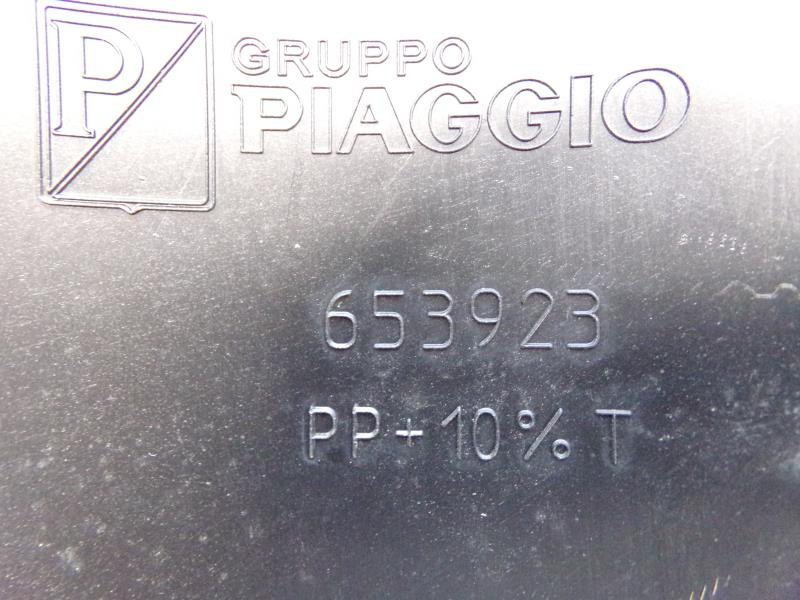 P
GRUPPO
PIAGGIO
653923
PP+10% T